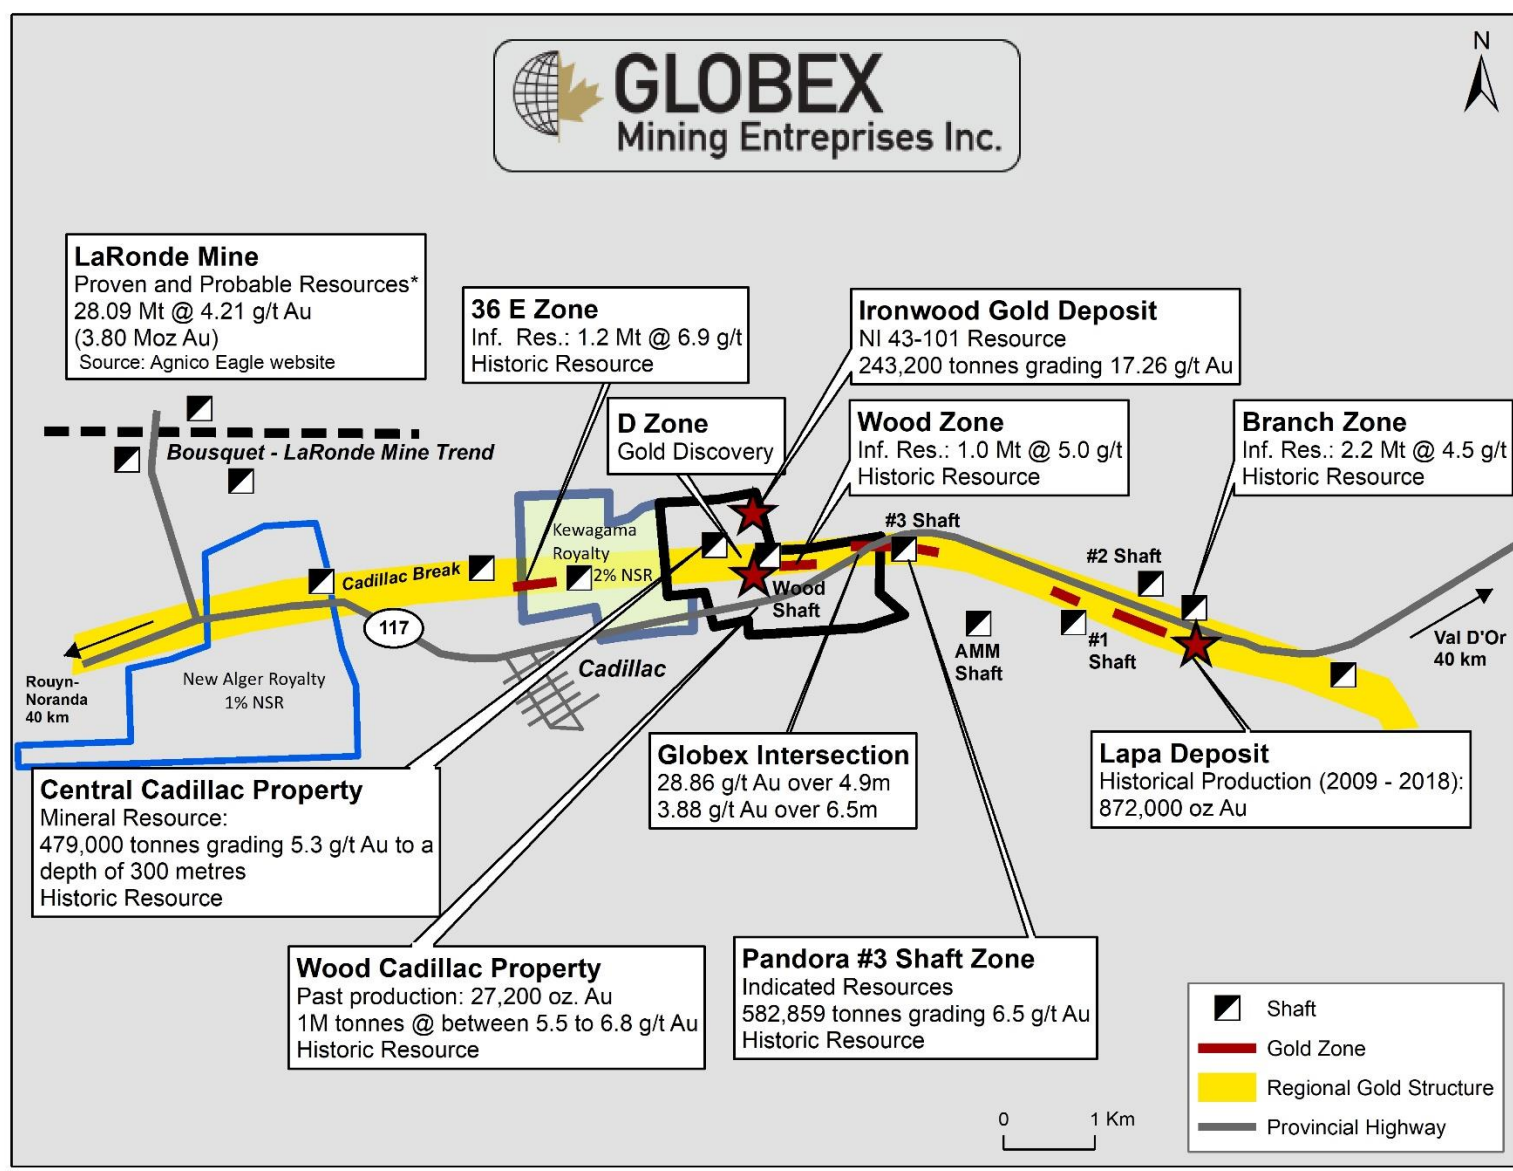 GLOBEX
Mining Entreprises Inc.
N
LaRonde Mine
Proven and Probable Resources*
28.09 Mt @ 4.21 g/t Au
(3.80 Moz Au)
Source: Agnico Eagle website
36 E Zone
Inf. Res.: 1.2 Mt @ 6.9 g/t
Historic Resource
Ironwood Gold Deposit
NI 43-101 Resource
243,200 tonnes grading 17.26 g/t Au
D Zone
Gold Discovery
Wood Zone
Inf. Res.: 1.0 Mt @ 5.0 g/t
Historic Resource
Branch Zone
Inf. Res.: 2.2 Mt @ 4.5 g/t
Historic Resource
Bousquet - LaRonde Mine Trend
Kewagama
Royalty
2% NSR
#3 Shaft
#2 Shaft
Cadillac Break
Wood
Shaft
117
AMM
Shaft
#1
Shaft
Val D'Or
40 km
Rouyn-
Noranda
40 km
New Alger Royalty
1% NSR
Cadillac
Central Cadillac Property
Mineral Resource:
479,000 tonnes grading 5.3 g/t Au to a
depth of 300 metres
Historic Resource
Globex Intersection
28.86 g/t Au over 4.9m
3.88 g/t Au over 6.5m
Lapa Deposit
Historical Production (2009 - 2018):
872,000 oz Au
Wood Cadillac Property
Past production: 27,200 oz. Au
1M tonnes @ between 5.5 to 6.8 g/t Au
Historic Resource
Pandora #3 Shaft Zone
Indicated Resources
582,859 tonnes grading 6.5 g/t Au
Historic Resource
Shaft
Gold Zone
Regional Gold Structure
Provincial Highway
0 1 Km